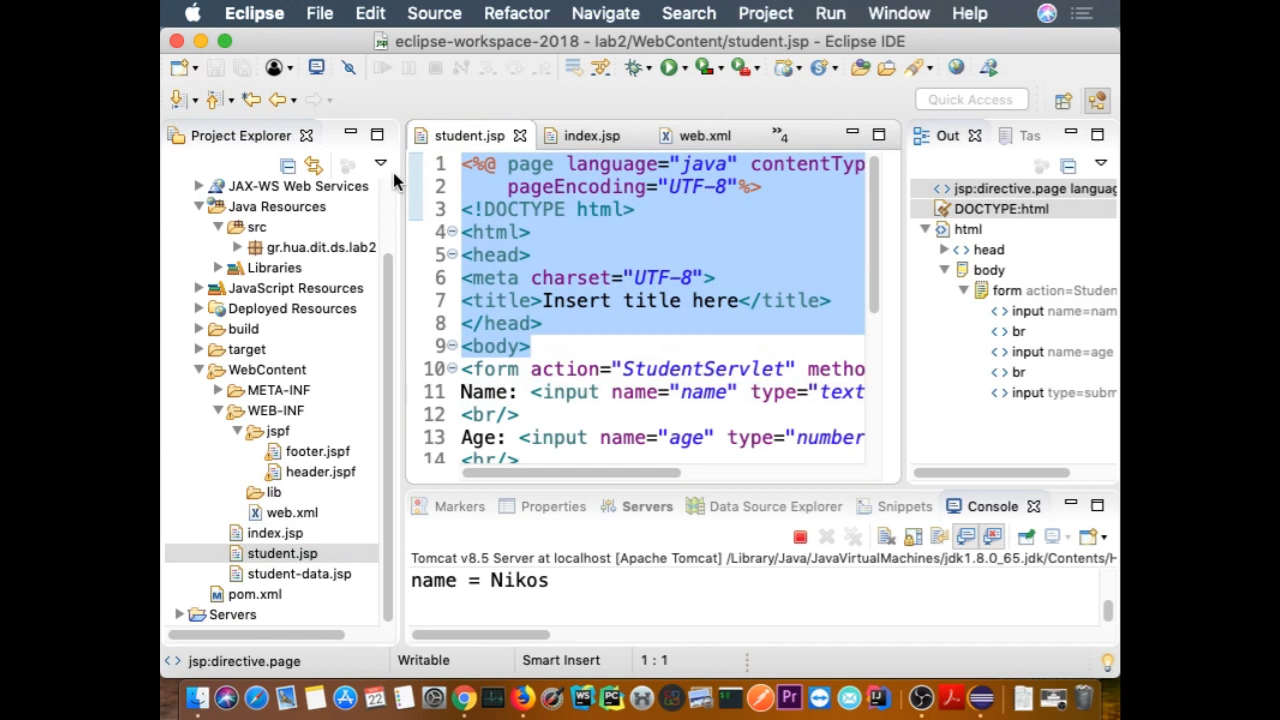 Eclipse File Edit Source Refactor Navigate Search Project Run Window Help
eclipse-workspace-2018 - lab2/WebContent/student.jsp - Eclipse IDE
Quick Access
Project Explorer
JAX-WS Web Services
Java Resources
src
gr.hua.dit.ds.lab2
Libraries
JavaScript Resources
Deployed Resources
build
target
WebContent
META-INF
WEB-INF
jspf
footer.jspf
header.jspf
lib
web.xml
index.jsp
student.jsp
student-data.jsp
pom.xml
Servers
student.jsp index.jsp web.xml »4
1 <%@ page language="java" contentTyp
2 pageEncoding="UTF-8"%>
3 <!DOCTYPE html>
4 <html>
5 <head>
6 <meta charset="UTF-8">
7 <title>Insert title here</title>
8 </head>
9 <body>
10 <form action="StudentServlet" metho
11 Name: <input name="name" type="text
12 <br/>
13 Age: <input name="age" type="number
14 <br/>
Out Tas
jsp:directive.page languag
DOCTYPE:html
html
head
body
form action=Studen
input name=nam
br
input name=age
br
input type=subm
Markers Properties Servers Data Source Explorer Snippets Console
Tomcat v8.5 Server at localhost [Apache Tomcat] /Library/Java/JavaVirtualMachines/jdk1.8.0_65.jdk/Contents/H
name = Nikos
jsp:directive.page Writable Smart Insert 1 : 1
22 WS PC Pr